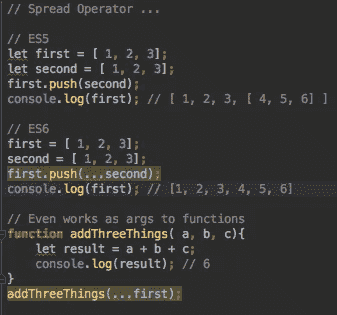 // Spread Operator ...
// ES5
let first = [ 1, 2, 3];
let second = [ 1, 2, 3];
first.push(second);
console.log(first); // [ 1, 2, 3, [ 4, 5, 6] ]
// ES6
first = [ 1, 2, 3];
second = [ 1, 2, 3];
first.push(...second);
console.log(first); // [1, 2, 3, 4, 5, 6]
// Even works as args to functions
function addThreeThings( a, b, c){
let result = a + b + c;
console.log(result); // 6
}
addThreeThings(...first);